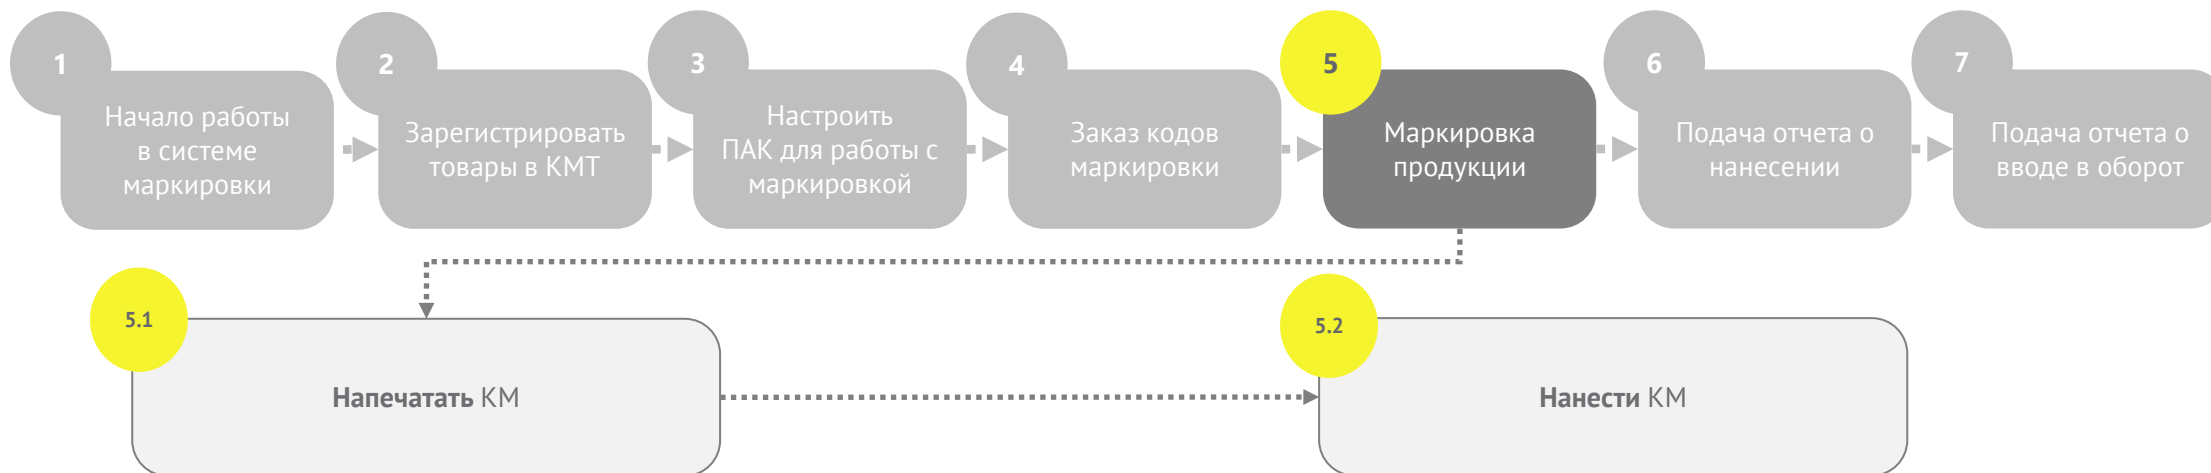 1
Начало работы
в системе
маркировки
2
Зарегистрировать
товары в КМТ
3
Настроить
ПАК для работы с
маркировкой
4
Заказ кодов
маркировки
5
Маркировка
продукции
6
Подача отчета о
нанесении
7
Подача отчета о
вводе в оборот
5.1
Напечатать КМ
5.2
Нанести КМ